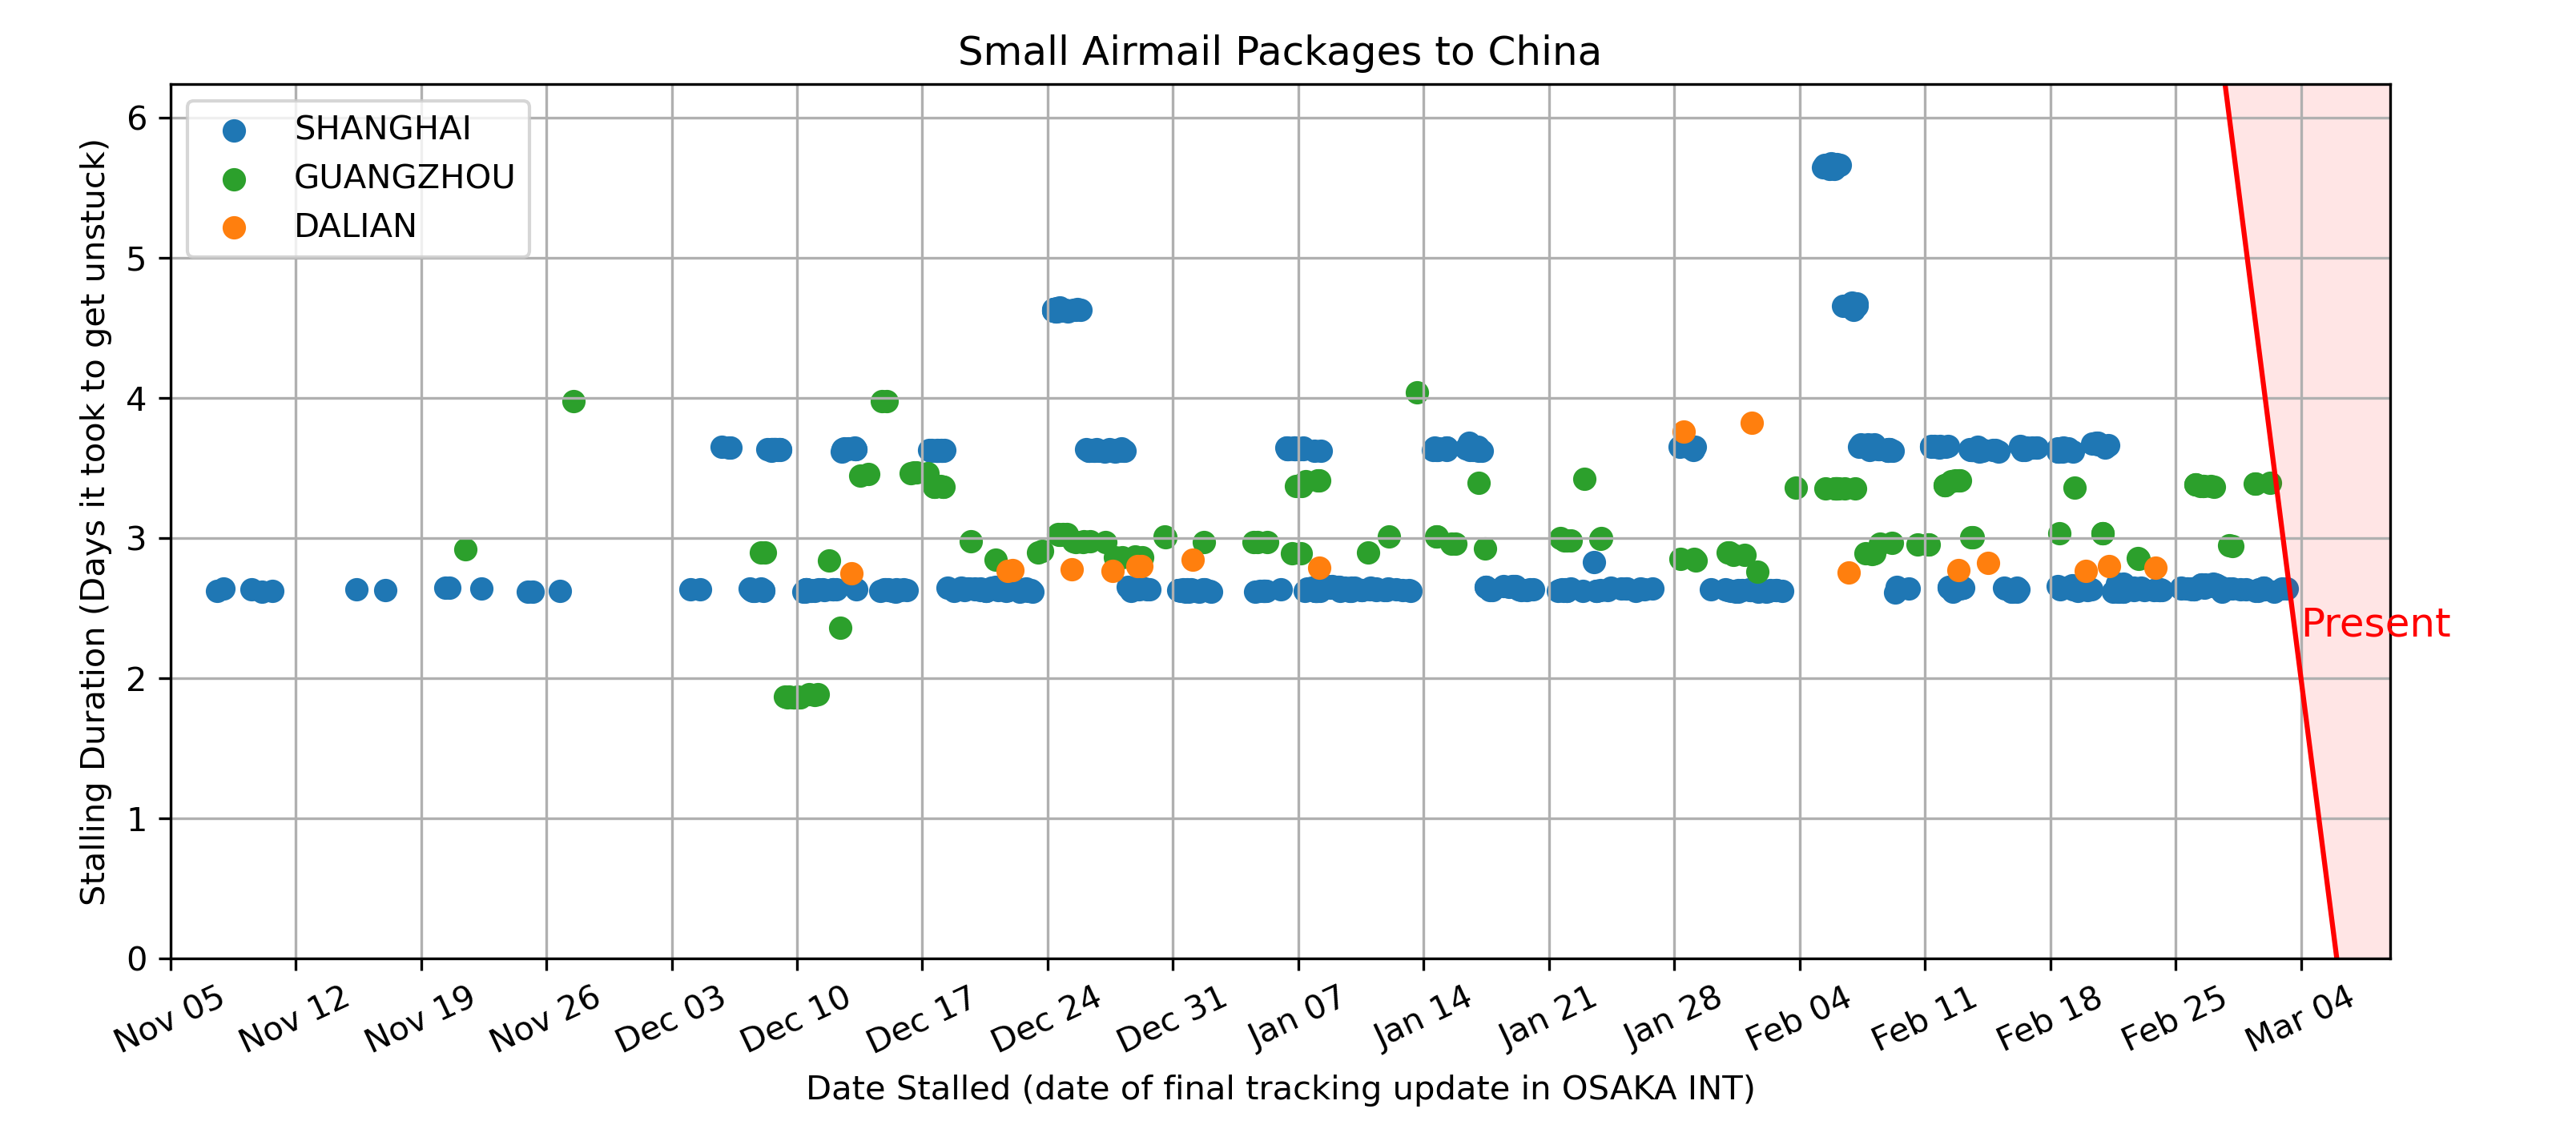 Small Airmail Packages to China
SHANGHAI
GUANGZHOU
DALIAN
Stalling Duration (Days it took to get unstuck)
6
5
4
3
2
1
0
Present
Nov 05
Nov 12
Nov 19
Nov 26
Dec 03
Dec 10
Dec 17
Dec 24
Dec 31
Jan 07
Jan 14
Jan 21
Jan 28
Feb 04
Feb 11
Feb 18
Feb 25
Mar 04
Date Stalled (date of final tracking update in OSAKA INT)